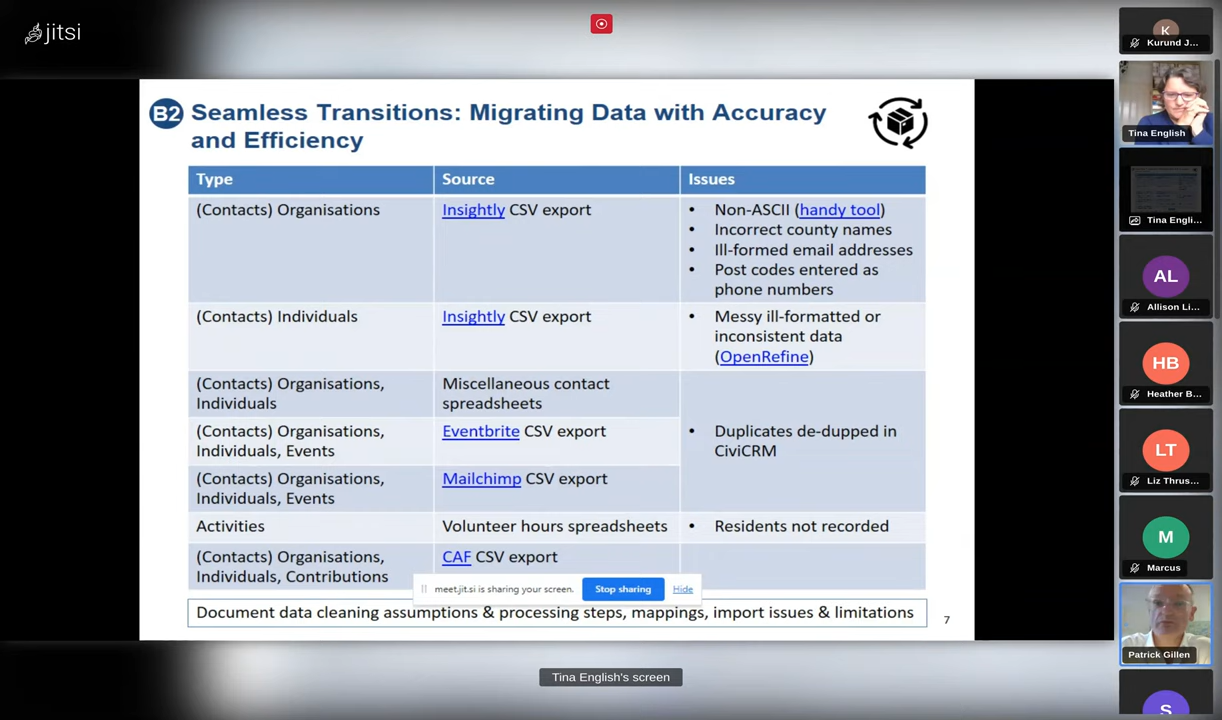 jitsi
B2 Seamless Transitions: Migrating Data with Accuracy
and Efficiency
Type Source Issues
(Contacts) Organisations Insightly CSV export • Non-ASCII (handy tool)
• Incorrect county names
• Ill-formed email addresses
• Post codes entered as
phone numbers
(Contacts) Individuals Insightly CSV export • Messy ill-formatted or
inconsistent data
(OpenRefine)
(Contacts) Organisations, Miscellaneous contact
Individuals spreadsheets
(Contacts) Organisations, Eventbrite CSV export • Duplicates de-dupped in
Individuals, Events CiviCRM
(Contacts) Organisations, Mailchimp CSV export
Individuals, Events
Activities Volunteer hours spreadsheets • Residents not recorded
(Contacts) Organisations, CAF CSV export
Individuals, Contributions
meet.jit.si is sharing your screen. Stop sharing Hide
Document data cleaning assumptions & processing steps, mappings, import issues & limitations
7
Tina English's screen
K
Kurund J...
Tina English
Tina Engli...
AL
Allison Li...
HB
Heather B...
LT
Liz Thrus...
M
Marcus
Patrick Gillen
S